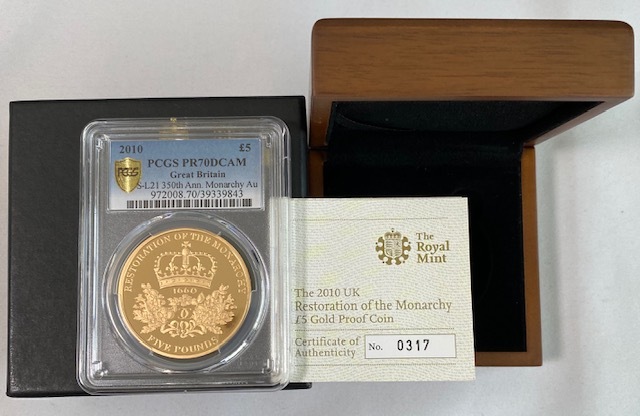 2010 £5
PCGS PR70DCAM
Great Britain
S-L21 350th Ann. Monarchy Au
972008.70/39339843
PCGS
RESTORATION OF THE MONARCHY
1660
FIVE POUNDS
The
Royal
Mint
The 2010 UK
Restoration of the Monarchy
£5 Gold Proof Coin
Certificate of
Authenticity
No. 0317